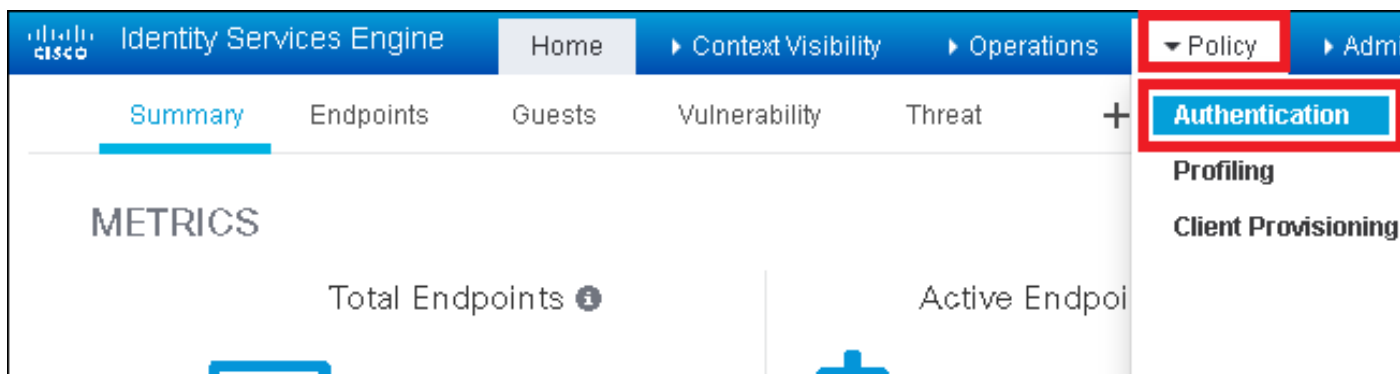 CISCO Identity Services Engine Home Context Visibility Operations Policy
Summary Endpoints Guests Vulnerability Threat + Authentication
Profiling
METRICS Client Provisioning
Total Endpoints Active